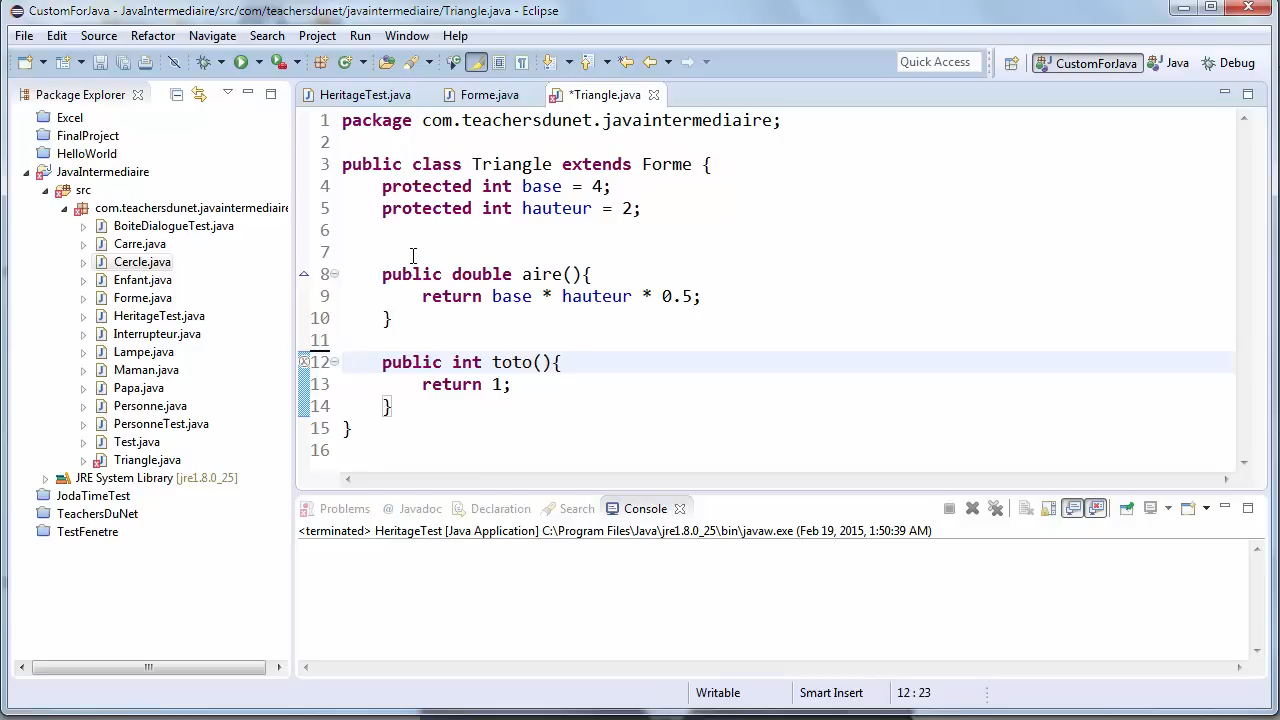 CustomForJava - JavaIntermediaire/src/com/teachersdunet/javaintermediaire/Triangle.java - Eclipse
File Edit Source Refactor Navigate Search Project Run Window Help
Quick Access CustomForJava Java Debug
Package Explorer
HeritageTest.java Forme.java *Triangle.java
Excel
FinalProject
HelloWorld
JavaIntermediaire
src
com.teachersdunet.javaintermediaire
BoiteDialogueTest.java
Carre.java
Cercle.java
Enfant.java
Forme.java
HeritageTest.java
Interrupteur.java
Lampe.java
Maman.java
Papa.java
Personne.java
PersonneTest.java
Test.java
Triangle.java
JRE System Library [jre1.8.0_25]
JodaTimeTest
TeachersDuNet
TestFenetre
1 package com.teachersdunet.javaintermediaire;
2
3 public class Triangle extends Forme {
4 protected int base = 4;
5 protected int hauteur = 2;
6
7
8 public double aire(){
9 return base * hauteur * 0.5;
10 }
11
12 public int toto(){
13 return 1;
14 }
15 }
16
Problems Javadoc Declaration Search Console
<terminated> HeritageTest [Java Application] C:\Program Files\Java\jre1.8.0_25\bin\javaw.exe (Feb 19, 2015, 1:50:39 AM)
Writable Smart Insert 12 : 23